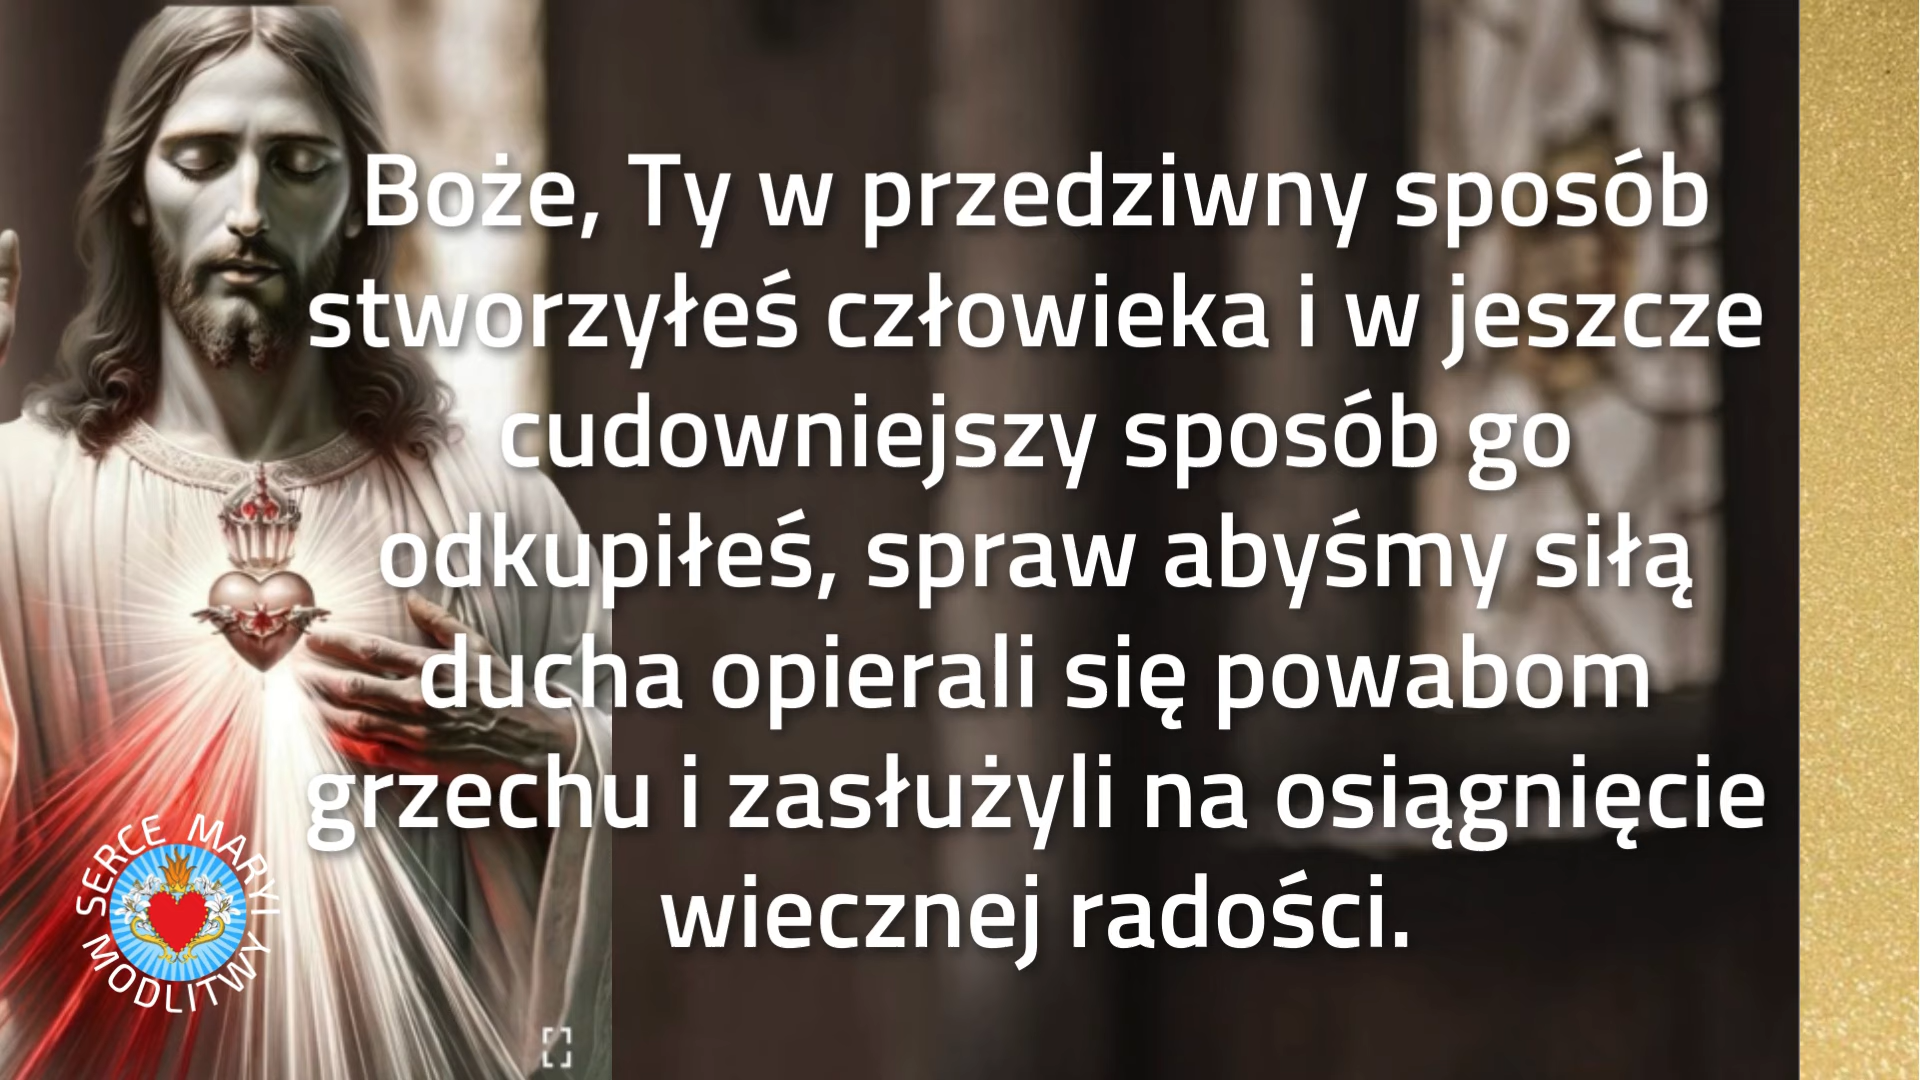 Boże, Ty w przedziwny sposób
stworzyłeś człowieka i w jeszcze
cudowniejszy sposób go
odkupiłeś, spraw abyśmy siłą
ducha opierali się powabom
grzechu i zasłużyli na osiągnięcie
wiecznej radości.
SERCE MARYI
MODLITWY